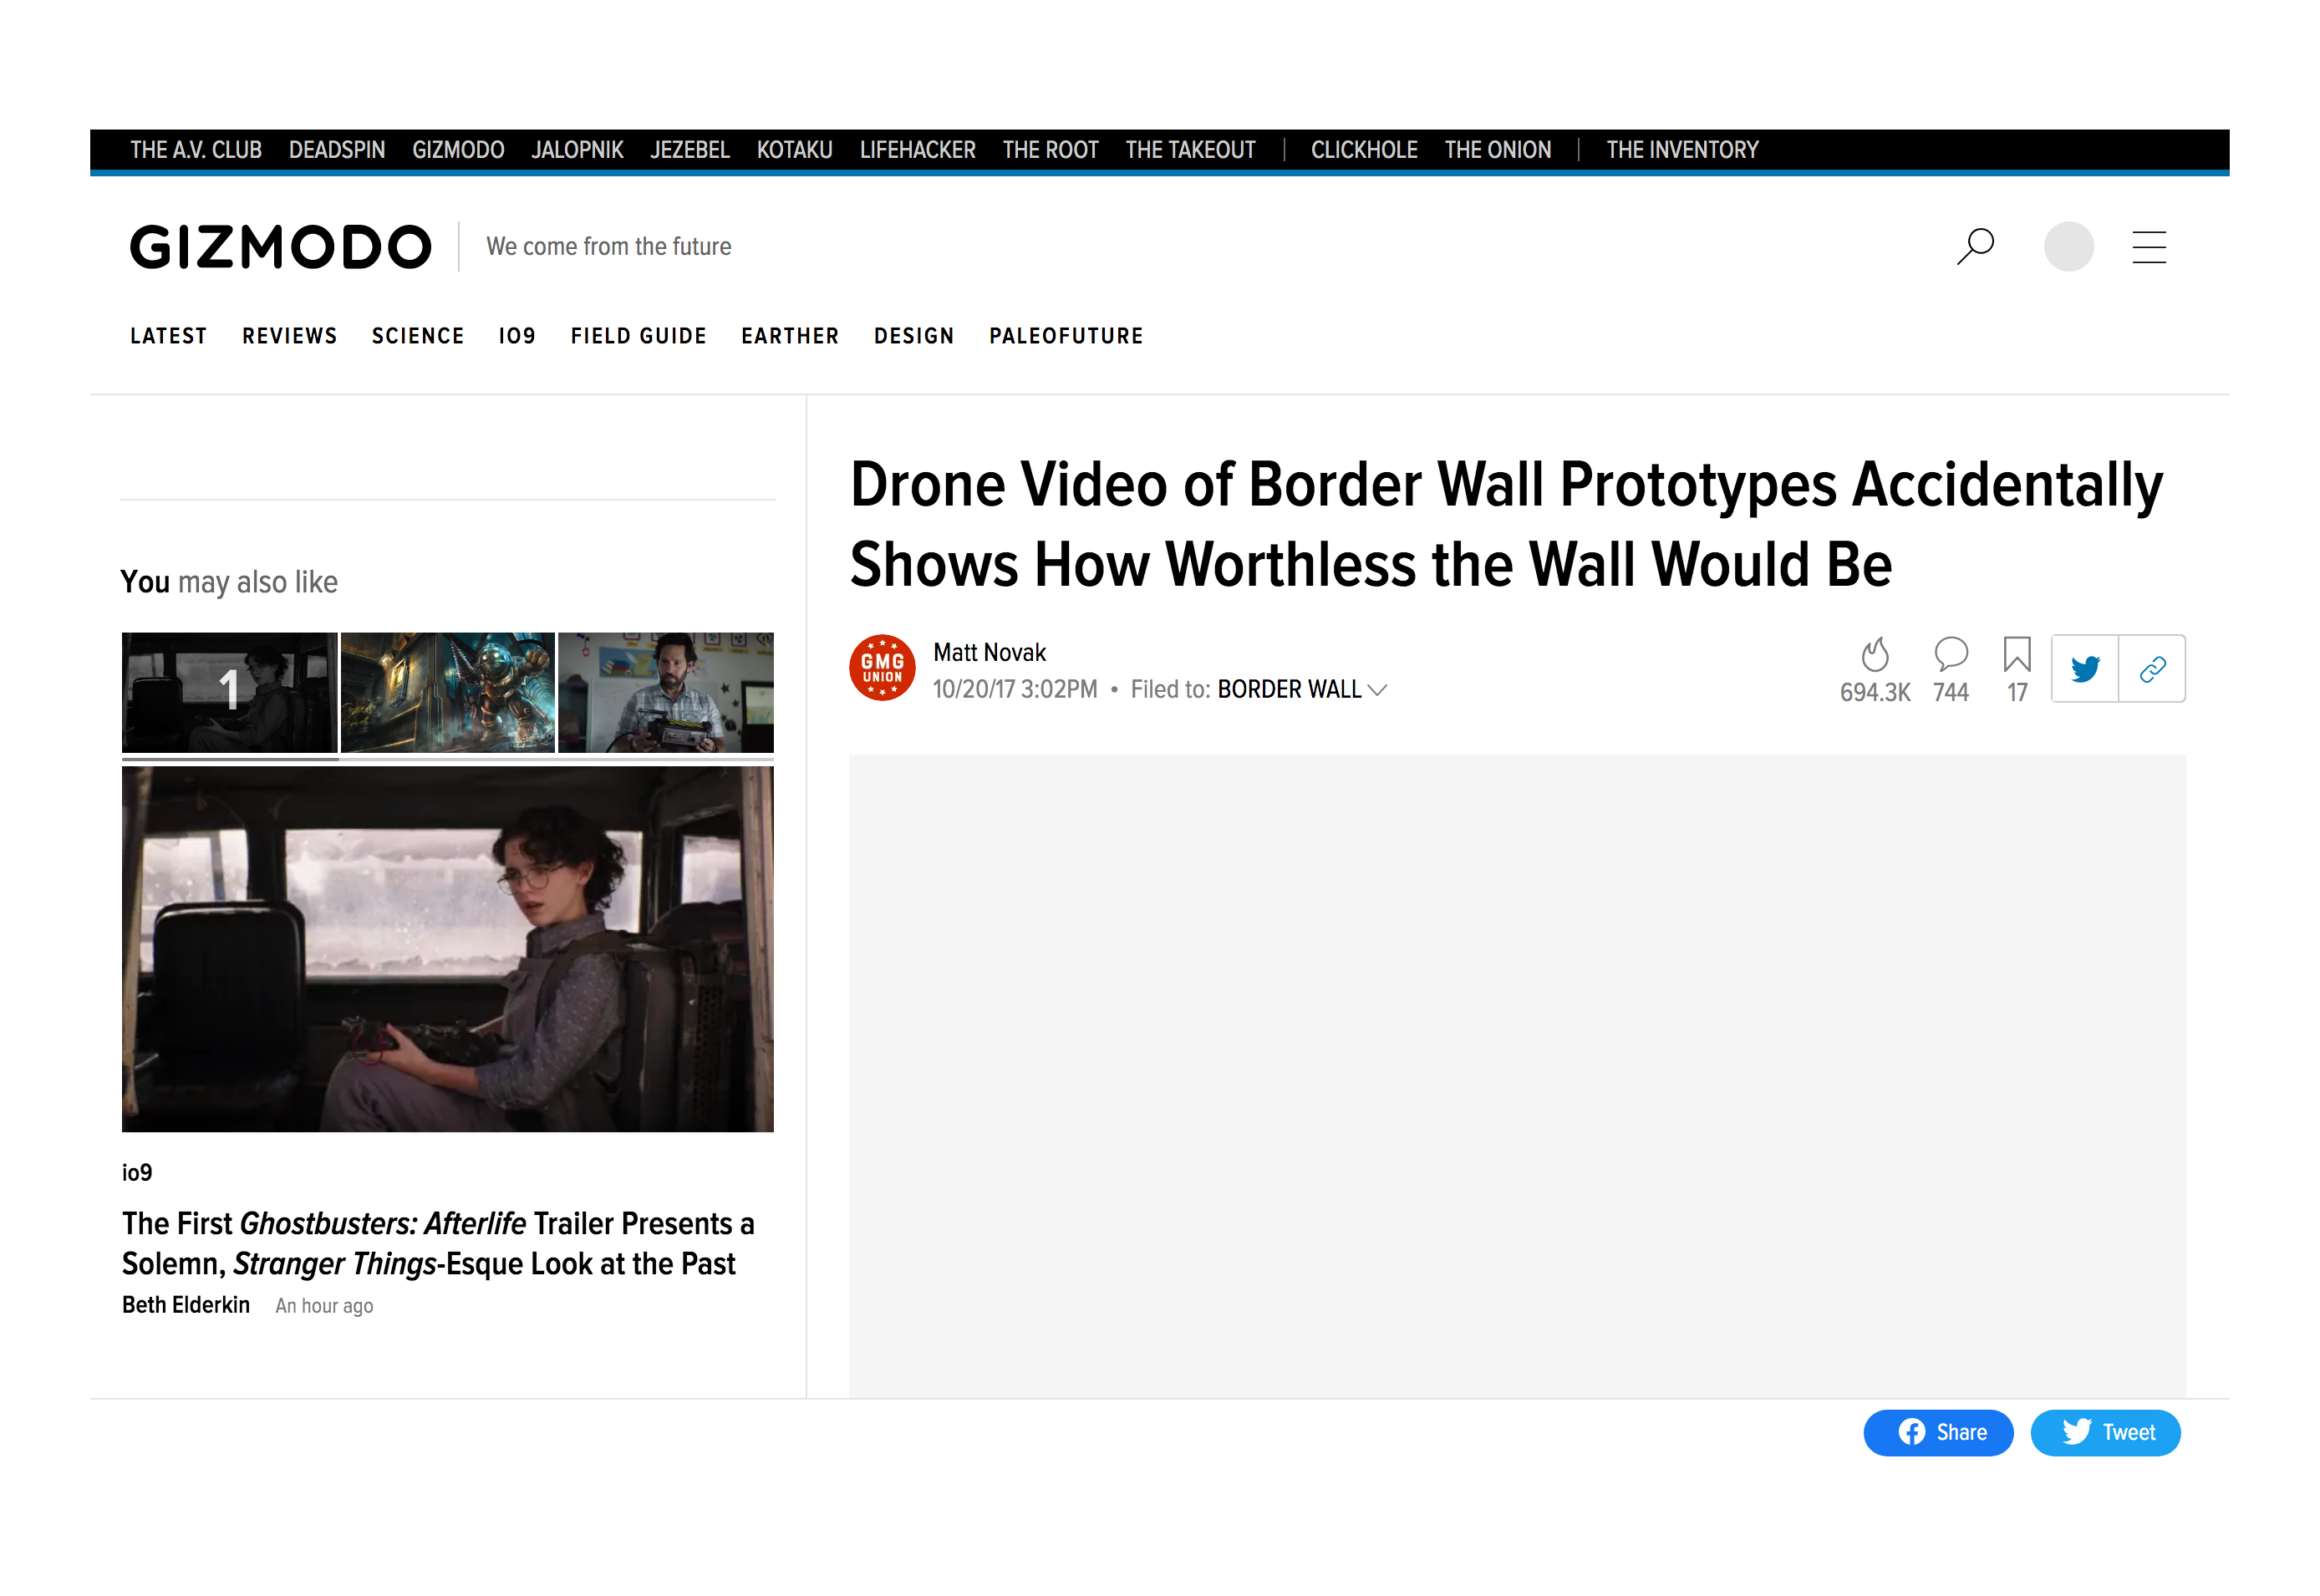 THE A.V. CLUB DEADSPIN GIZMODO JALOPNIK JEZEBEL KOTAKU LIFEHACKER THE ROOT THE TAKEOUT CLICKHOLE THE ONION THE INVENTORY
GIZMODO We come from the future
LATEST REVIEWS SCIENCE IO9 FIELD GUIDE EARTHER DESIGN PALEOFUTURE
You may also like
1
io9
The First Ghostbusters: Afterlife Trailer Presents a
Solemn, Stranger Things-Esque Look at the Past
Beth Elderkin An hour ago
Drone Video of Border Wall Prototypes Accidentally
Shows How Worthless the Wall Would Be
GMG
UNION
Matt Novak
10/20/17 3:02PM • Filed to: BORDER WALL
694.3K 744 17
Share Tweet